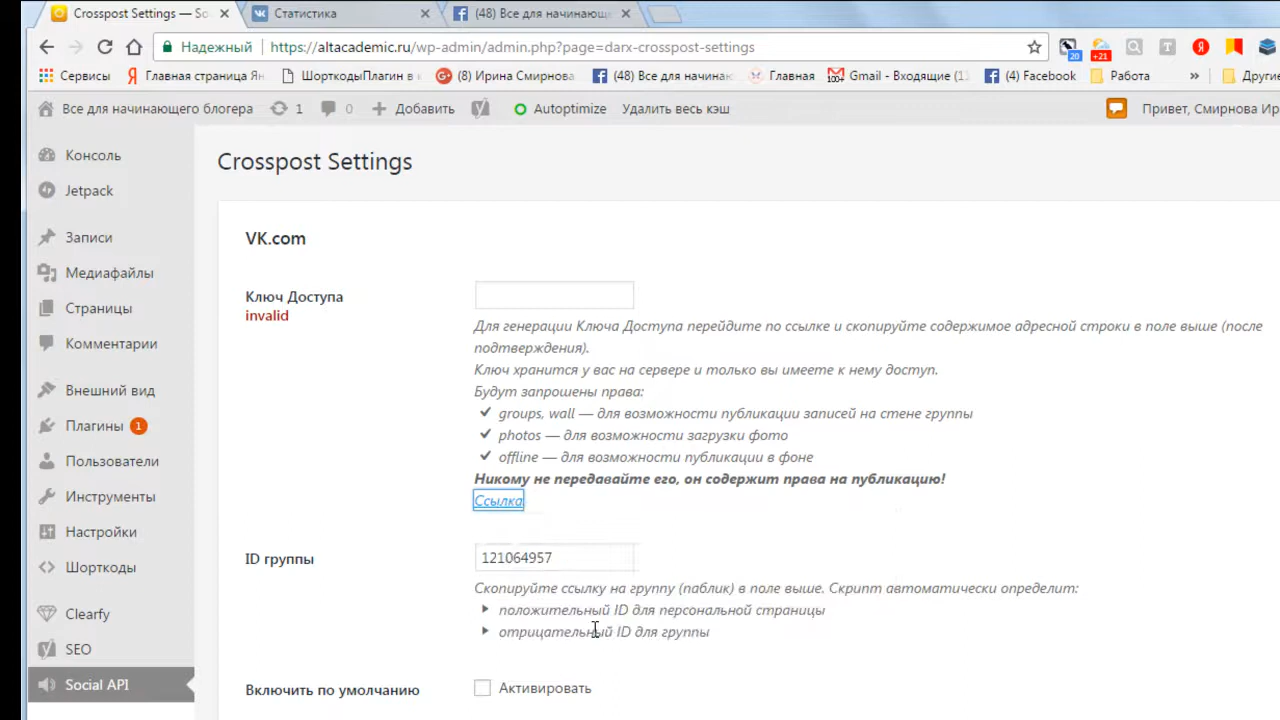 Crosspost Settings — So
Статистика
(48) Все для начинающ
Надежный
https://altacademic.ru/wp-admin/admin.php?page=darx-crosspost-settings
20
+21
Сервисы
Главная страница Ян
ШорткодыПлагин в
(8) Ирина Смирнова
(48) Все для начина
Главная
100+
Gmail - Входящие (1
(4) Facebook
Работа
»
Другие
Все для начинающего блогера
1
0
Добавить
Autoptimize
Удалить весь кэш
Привет, Смирнова Ир
Консоль
Jetpack
Записи
Медиафайлы
Страницы
Комментарии
Внешний вид
Плагины 1
Пользователи
Инструменты
Настройки
Шорткоды
Clearfy
SEO
Social API
Crosspost Settings
VK.com
Ключ Доступа
invalid
Для генерации Ключа Доступа перейдите по ссылке и скопируйте содержимое адресной строки в поле выше (после
подтверждения).
Ключ хранится у вас на сервере и только вы имеете к нему доступ.
Будут запрошены права:
groups, wall — для возможности публикации записей на стене группы
photos — для возможности загрузки фото
offline — для возможности публикации в фоне
Никому не передавайте его, он содержит права на публикацию!
Ссылка
ID группы
121064957
Скопируйте ссылку на группу (паблик) в поле выше. Скрипт автоматически определит:
положительный ID для персональной страницы
отрицательный ID для группы
Включить по умолчанию
Активировать